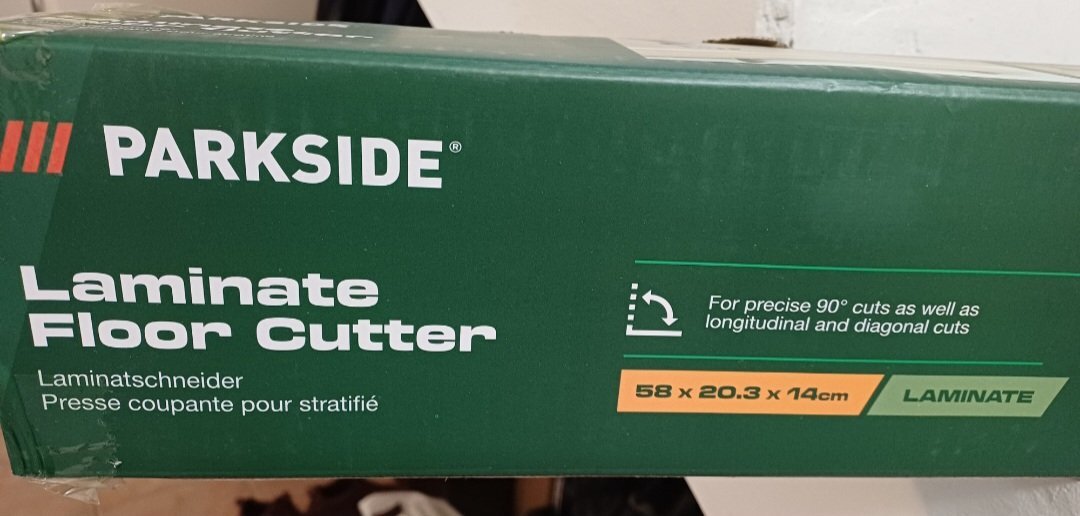 PARKSIDE®
Laminate
Floor Cutter
Laminatschneider
Presse coupante pour stratifié
For precise 90° cuts as well as
longitudinal and diagonal cuts
58 x 20.3 x 14cm
LAMINATE